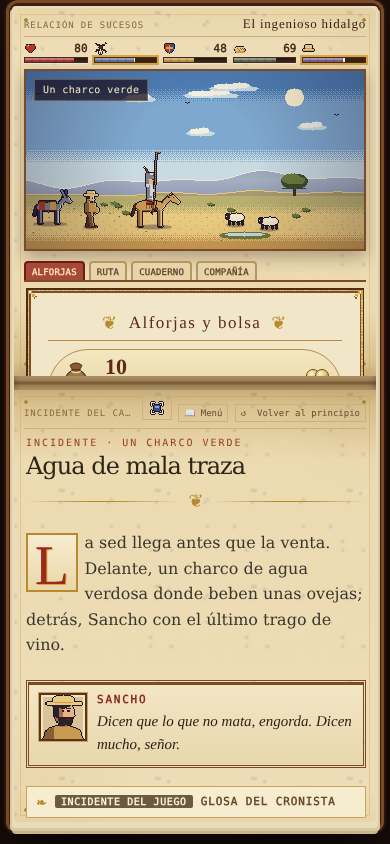 RELACIÓN DE SUCESOS
El ingenioso hidalgo
80
48
69
Un charco verde
ALFORJAS
RUTA
CUADERNO
COMPAÑÍA
Alforjas y bolsa
10
INCIDENTE DEL CA…
Menú
Volver al principio
INCIDENTE · UN CHARCO VERDE
Agua de mala traza
La sed llega antes que la venta.
Delante, un charco de agua
verdosa donde beben unas ovejas;
detrás, Sancho con el último trago de
vino.
SANCHO
Dicen que lo que no mata, engorda. Dicen
mucho, señor.
INCIDENTE DEL JUEGO GLOSA DEL CRONISTA